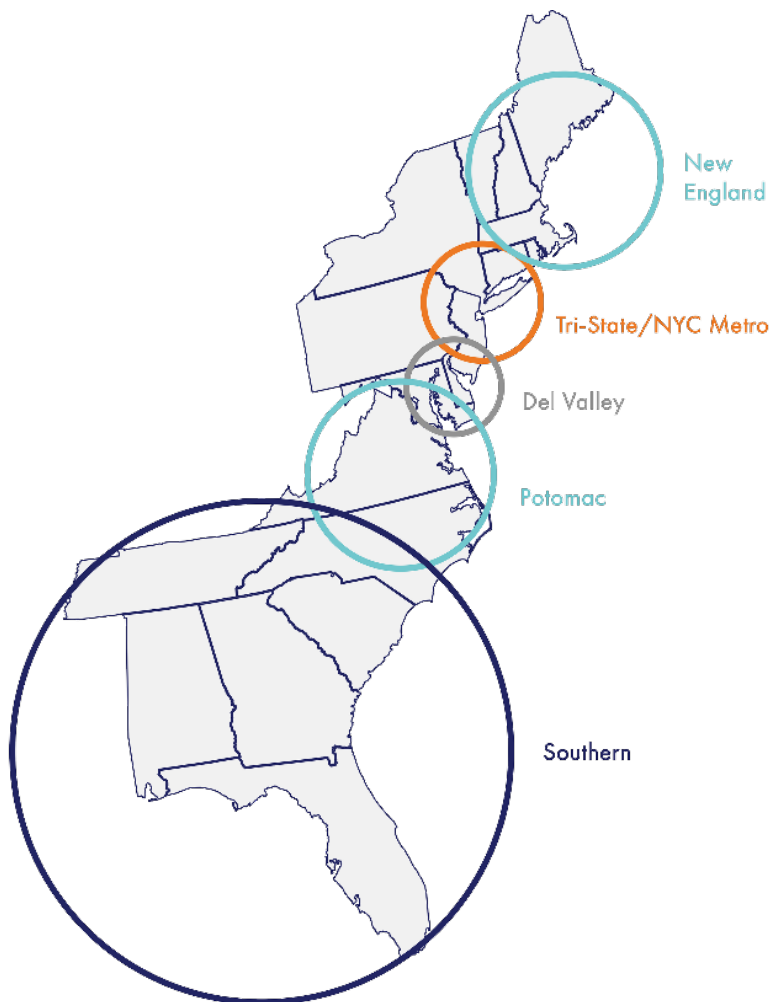 New
England
Tri-State/NYC Metro
Del Valley
Potomac
Southern